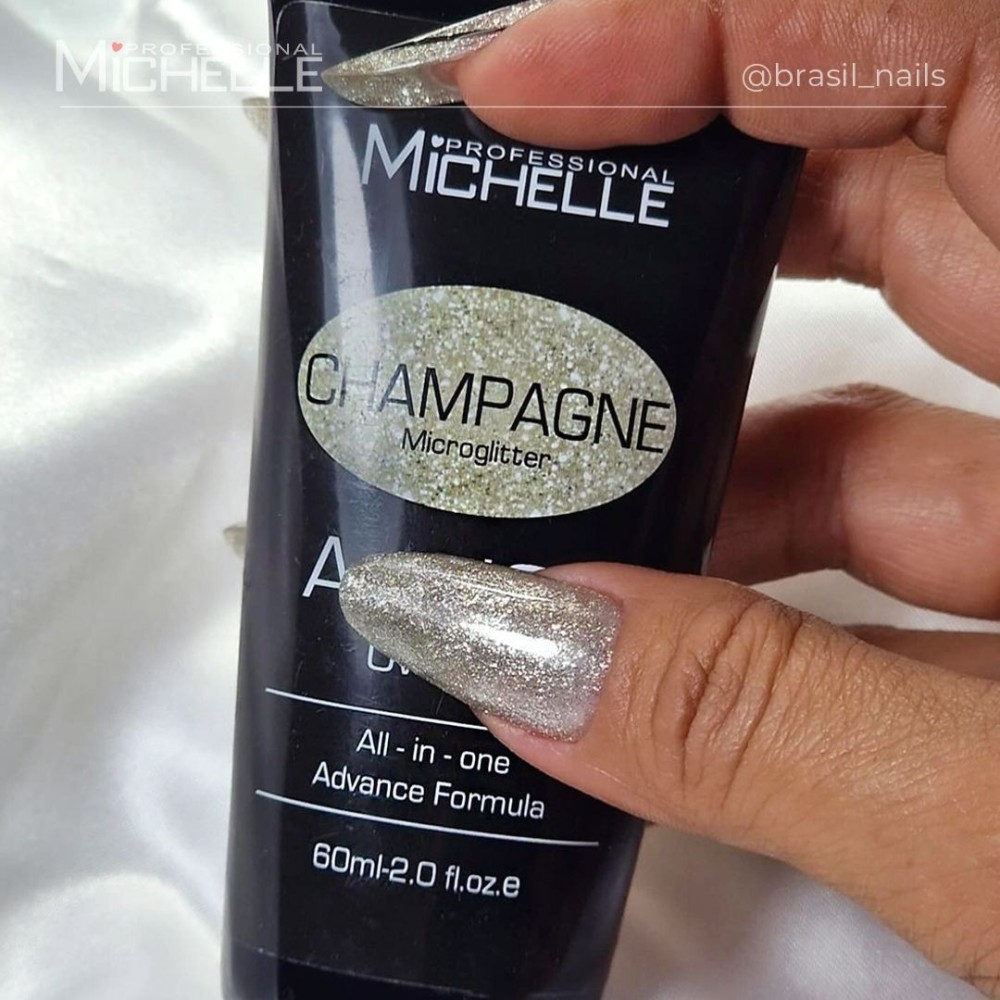 PROFESSIONAL
MiCHELLE
@brasil_nails
PROFESSIONAL
MiCHELLE
CHAMPAGNE
Microglitter
All - in - one
Advance Formula
60ml-2.0 fl.oz.e